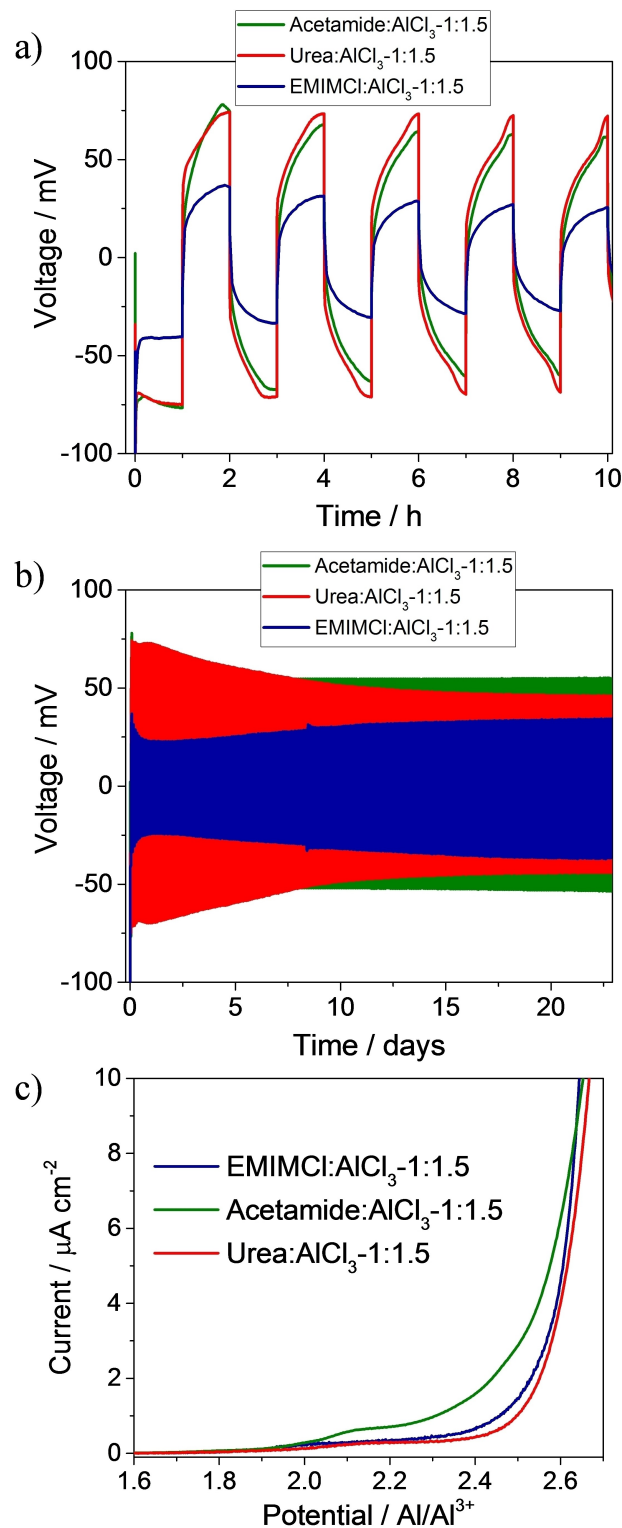 a)
Acetamide:AlCl₃-1:1.5
Urea:AlCl₃-1:1.5
EMIMCl:AlCl₃-1:1.5
100
50
0
-50
-100
Voltage / mV
0 2 4 6 8 10
Time / h
b)
Acetamide:AlCl₃-1:1.5
Urea:AlCl₃-1:1.5
EMIMCl:AlCl₃-1:1.5
100
50
0
-50
-100
Voltage / mV
0 5 10 15 20
Time / days
c)
10
8
6
4
2
0
Current / μA cm⁻²
EMIMCl:AlCl₃-1:1.5
Acetamide:AlCl₃-1:1.5
Urea:AlCl₃-1:1.5
1.6 1.8 2.0 2.2 2.4 2.6
Potential / Al/Al³⁺